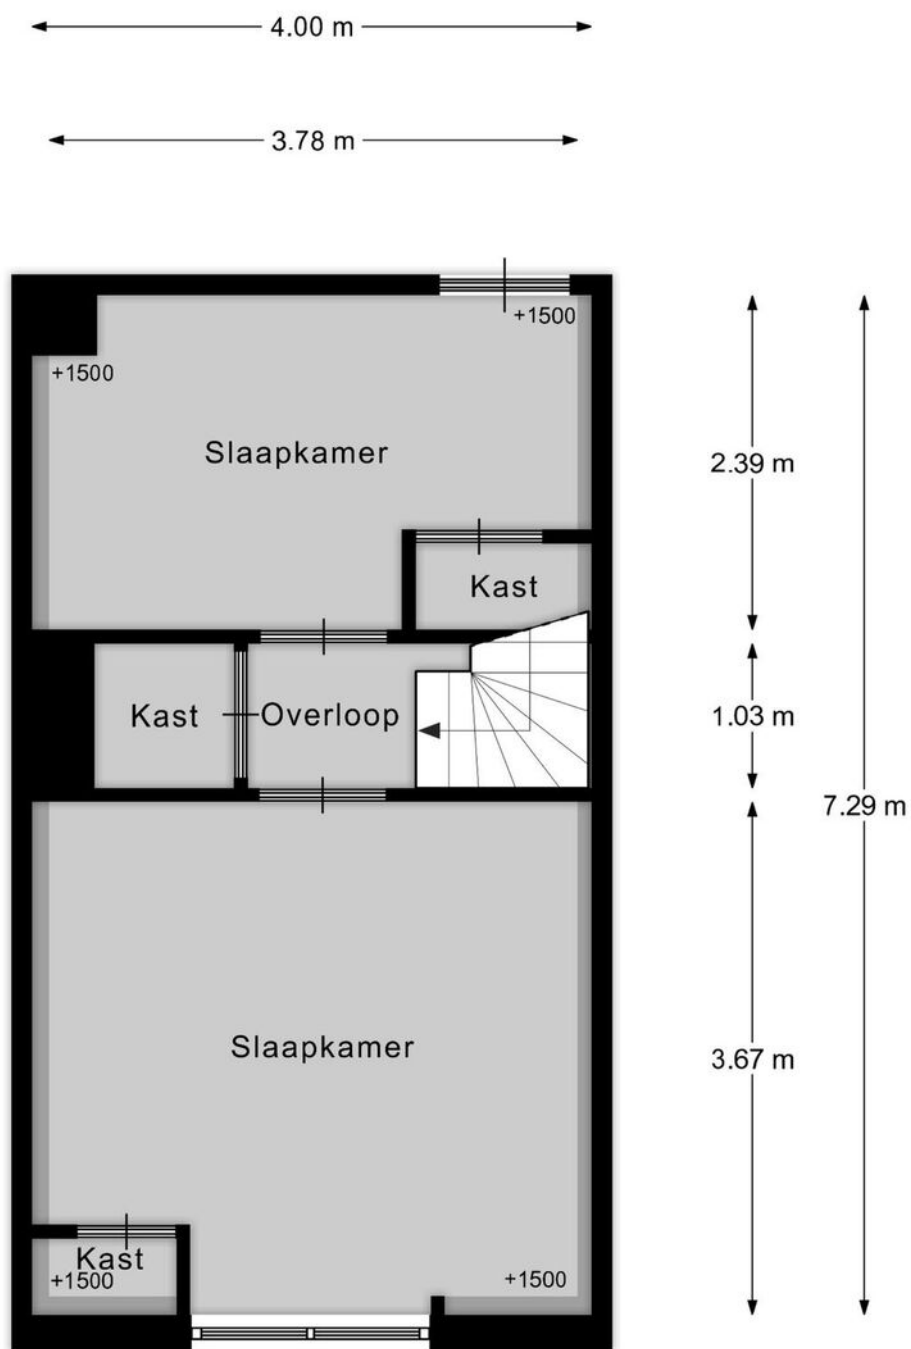 4.00 m
3.78 m
+1500
+1500
Slaapkamer
2.39 m
Kast
Kast
Overloop
1.03 m
7.29 m
Slaapkamer
3.67 m
Kast
+1500
+1500